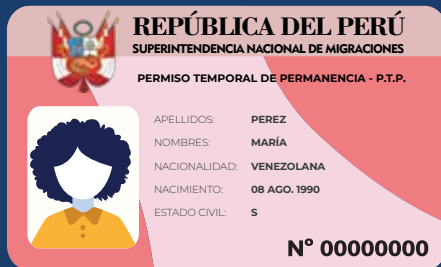 REPÚBLICA DEL PERÚ
SUPERINTENDENCIA NACIONAL DE MIGRACIONES
PERMISO TEMPORAL DE PERMANENCIA - P.T.P.
APELLIDOS: PEREZ
NOMBRES: MARÍA
NACIONALIDAD: VENEZOLANA
NACIMIENTO: 08 AGO. 1990
ESTADO CIVIL: S
N° 00000000